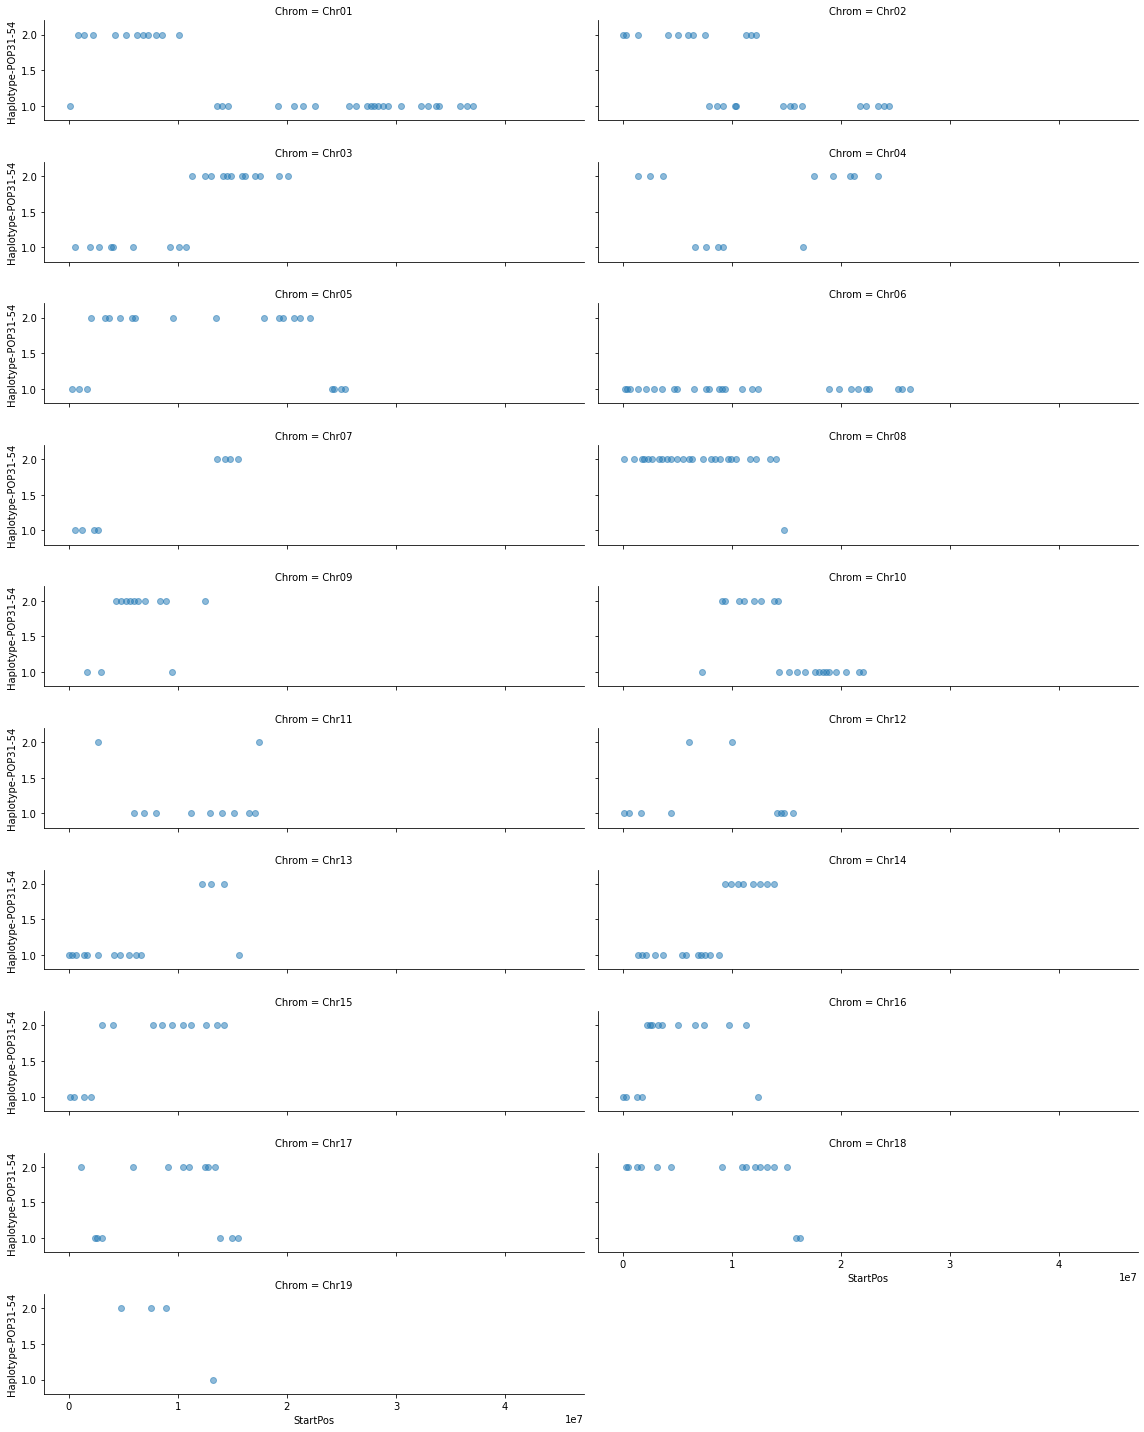 Chrom = Chr01
Chrom = Chr02
Haplotype-POP31-54
2.0
1.5
1.0
Chrom = Chr03
Chrom = Chr04
Haplotype-POP31-54
2.0
1.5
1.0
Chrom = Chr05
Chrom = Chr06
Haplotype-POP31-54
2.0
1.5
1.0
Chrom = Chr07
Chrom = Chr08
Haplotype-POP31-54
2.0
1.5
1.0
Chrom = Chr09
Chrom = Chr10
Haplotype-POP31-54
2.0
1.5
1.0
Chrom = Chr11
Chrom = Chr12
Haplotype-POP31-54
2.0
1.5
1.0
Chrom = Chr13
Chrom = Chr14
Haplotype-POP31-54
2.0
1.5
1.0
Chrom = Chr15
Chrom = Chr16
Haplotype-POP31-54
2.0
1.5
1.0
Chrom = Chr17
Chrom = Chr18
Haplotype-POP31-54
2.0
1.5
1.0
0 1 2 3 4
StartPos
1e7
Chrom = Chr19
Haplotype-POP31-54
2.0
1.5
1.0
0 1 2 3 4
StartPos
1e7